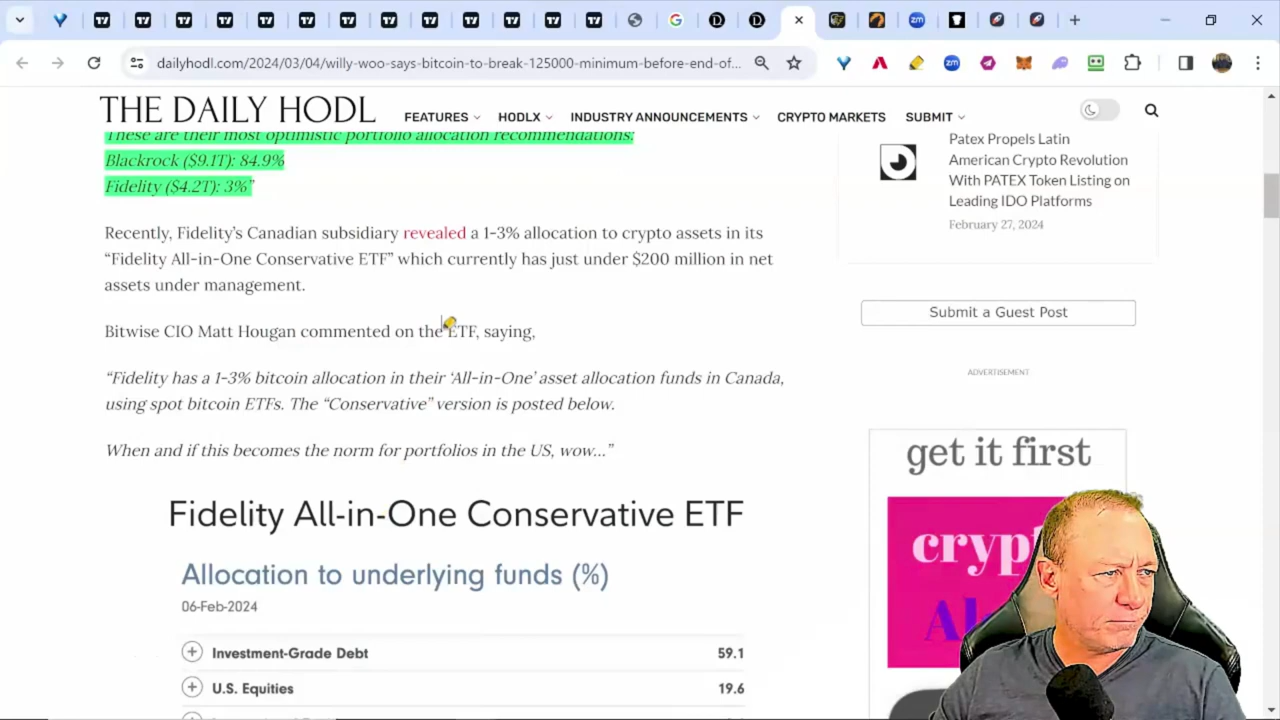 dailyhodl.com/2024/03/04/willy-woo-says-bitcoin-to-break-125000-minimum-before-end-of...
THE DAILY HODL
FEATURES
HODLX
INDUSTRY ANNOUNCEMENTS
CRYPTO MARKETS
SUBMIT
These are their most optimistic portfolio allocation recommendations:
Blackrock ($9.1T): 84.9%
Fidelity ($4.2T): 3%”
Recently, Fidelity’s Canadian subsidiary revealed a 1-3% allocation to crypto assets in its
“Fidelity All-in-One Conservative ETF” which currently has just under $200 million in net
assets under management.
Bitwise CIO Matt Hougan commented on the ETF, saying,
“Fidelity has a 1-3% bitcoin allocation in their ‘All-in-One’ asset allocation funds in Canada,
using spot bitcoin ETFs. The “Conservative” version is posted below.
When and if this becomes the norm for portfolios in the US, wow…”
Fidelity All-in-One Conservative ETF
Allocation to underlying funds (%)
06-Feb-2024
Investment-Grade Debt 59.1
U.S. Equities 19.6
Patex Propels Latin
American Crypto Revolution
With PATEX Token Listing on
Leading IDO Platforms
February 27, 2024
Submit a Guest Post
ADVERTISEMENT
get it first